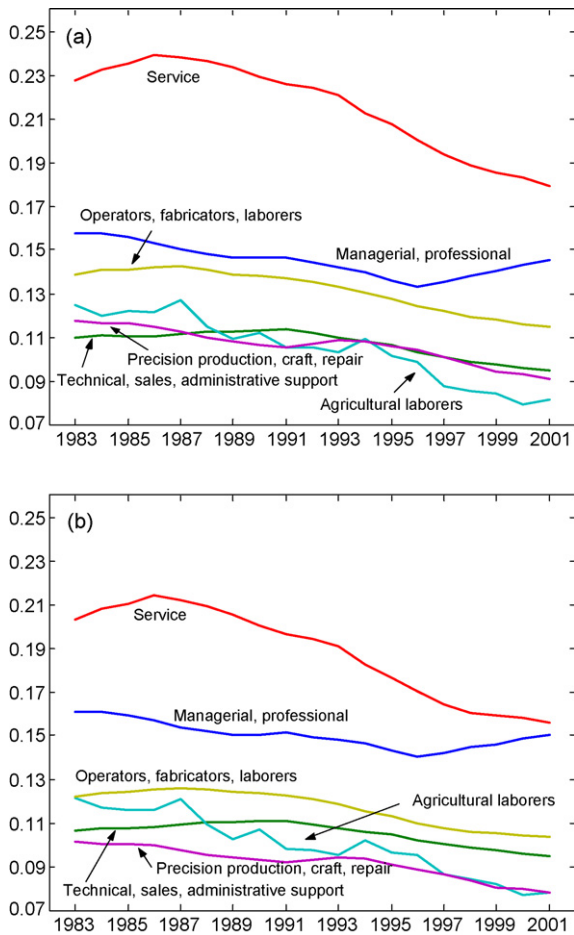 0.25
(a)
0.23
Service
0.21
0.19
0.17
Operators, fabricators, laborers
0.15
Managerial, professional
0.13
0.11
Precision production, craft, repair
Technical, sales, administrative support
0.09
Agricultural laborers
0.07
1983 1985 1987 1989 1991 1993 1995 1997 1999 2001
0.25
(b)
0.23
0.21
Service
0.19
0.17
Managerial, professional
0.15
Operators, fabricators, laborers
0.13
Agricultural laborers
0.11
0.09
Precision production, craft, repair
Technical, sales, administrative support
0.07
1983 1985 1987 1989 1991 1993 1995 1997 1999 2001